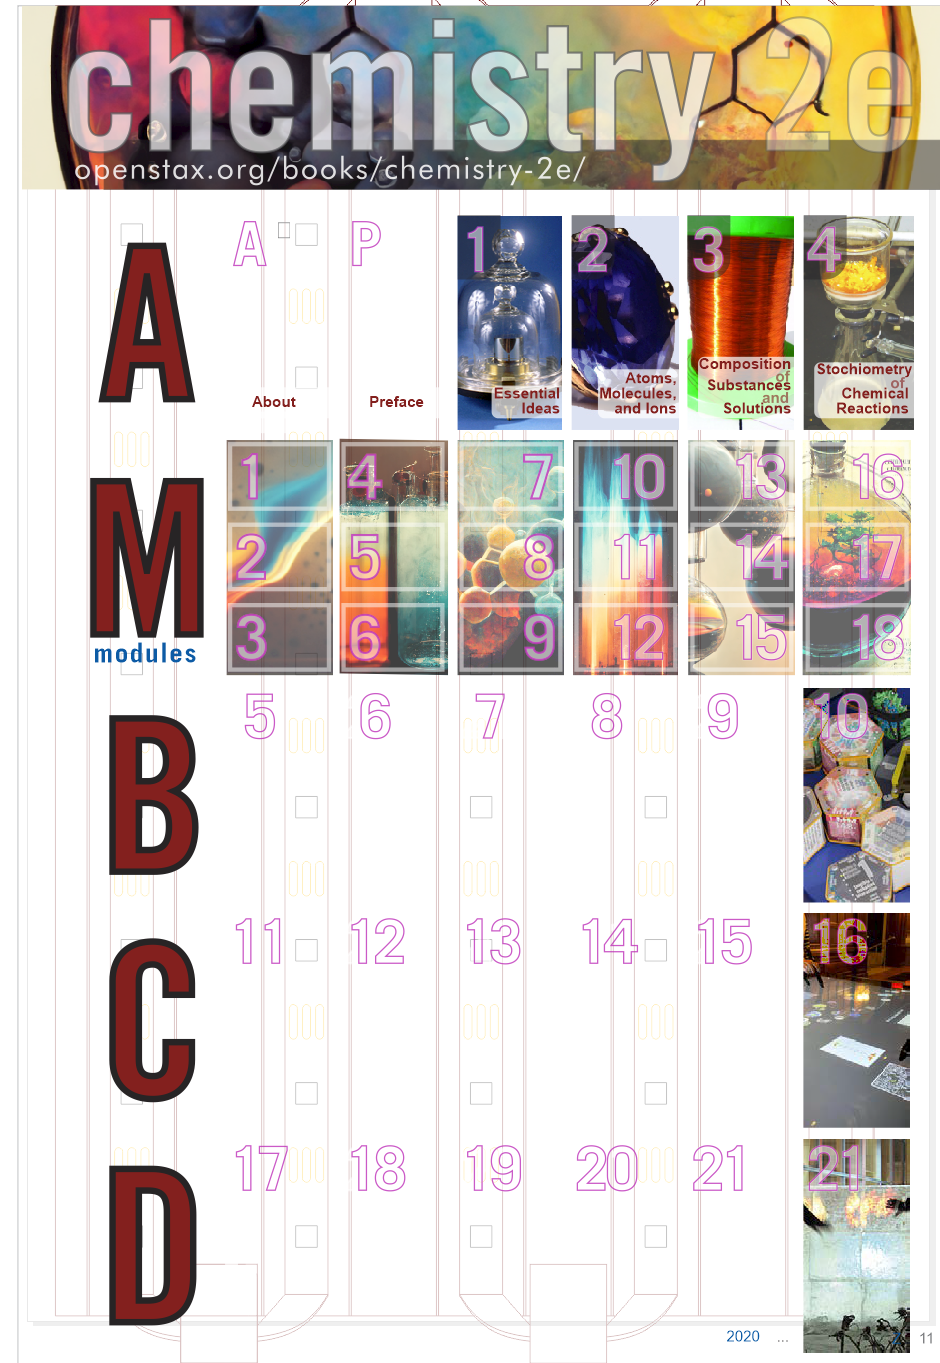 chemistry 2e
openstax.org/books/chemistry-2e/
A
A P 1 2 3 4
About
Preface
Essential
Ideas
Atoms,
Molecules,
and Ions
Composition
of
Substances
and
Solutions
Stochiometry
of
Chemical
Reactions
M
modules
1 4 7 10 13 16
2 5 8 11 14 17
3 6 9 12 15 18
B
5 6 7 8 9 10
C
11 12 13 14 15 16
D
17 18 19 20 21 21
2020 ... 11